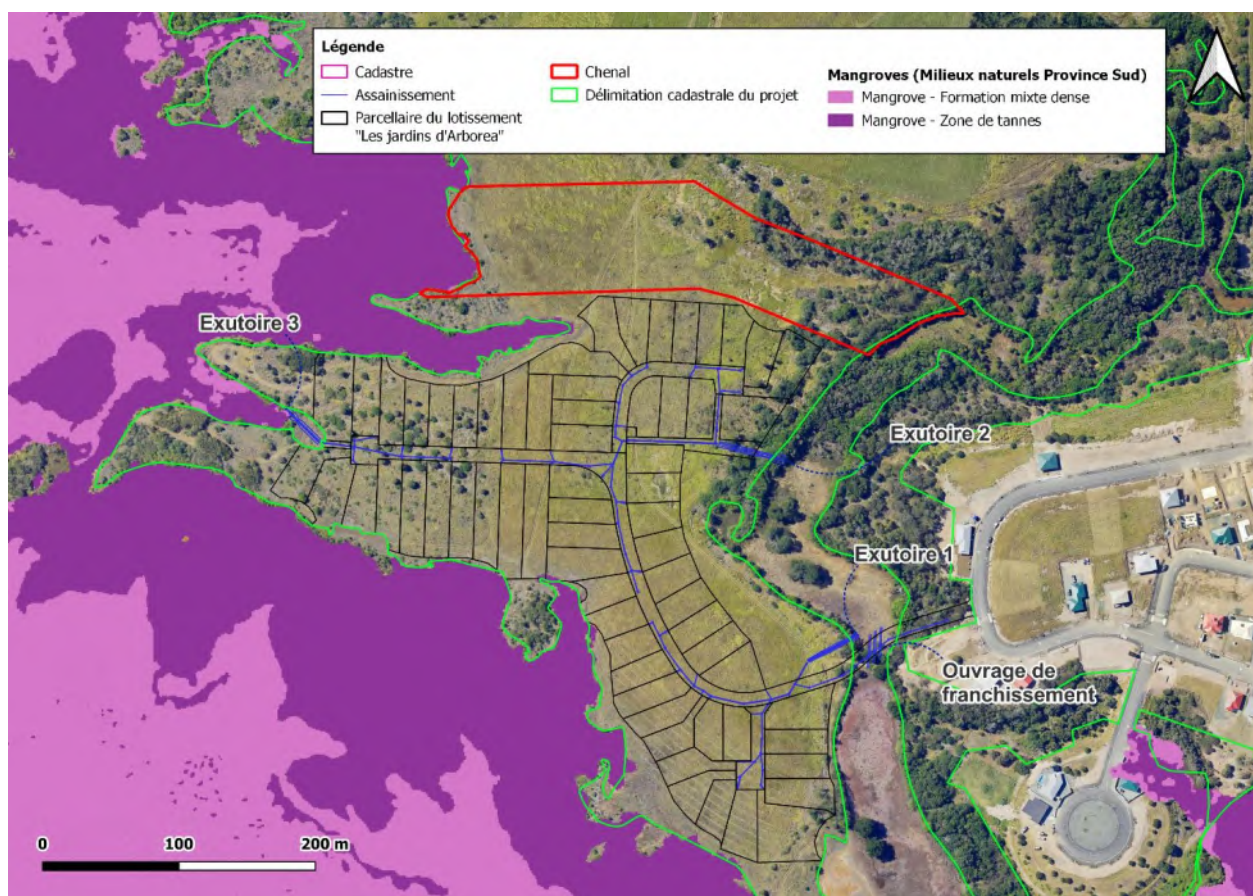 Légende
Cadastre
Assainissement
Parcellaire du lotissement
"Les jardins d'Arborea"
Chenal
Délimitation cadastrale du projet
Mangroves (Milieux naturels Province Sud)
Mangrove - Formation mixte dense
Mangrove - Zone de tannes
Exutoire 3
Exutoire 2
Exutoire 1
Ouvrage de
franchissement
0 100 200 m